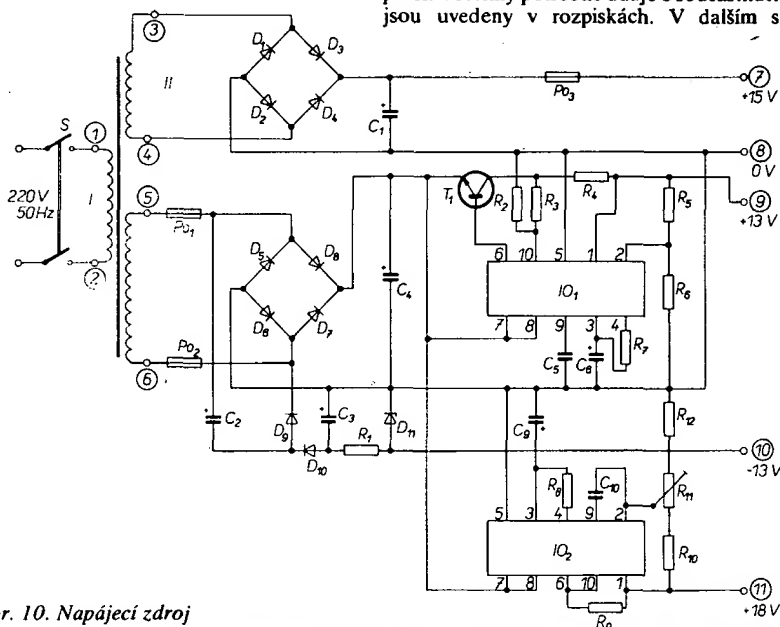 jsou uvedeny v rozpiskách. V dalším s
3
D1
D3
II
D2
D4
C1
Po3
7
+15 V
S
1
4
8
0 V
220V
50Hz
I
5
Po1
T1
R2
R3
R4
R5
9
+13 V
D5
D8
6 10 5 1 2
C4
IO1
R6
2
D6
D7
7 8 9 3 4
Po2
R7
6
C5
C6
C2
D9
C3
D11
C9
R12
D10
R1
10
-13 V
R8
C10
R11
5 3 4 9 2
IO2
R10
7 8 6 10 1
11
+18 V
R9
r. 10. Napájecí zdroj